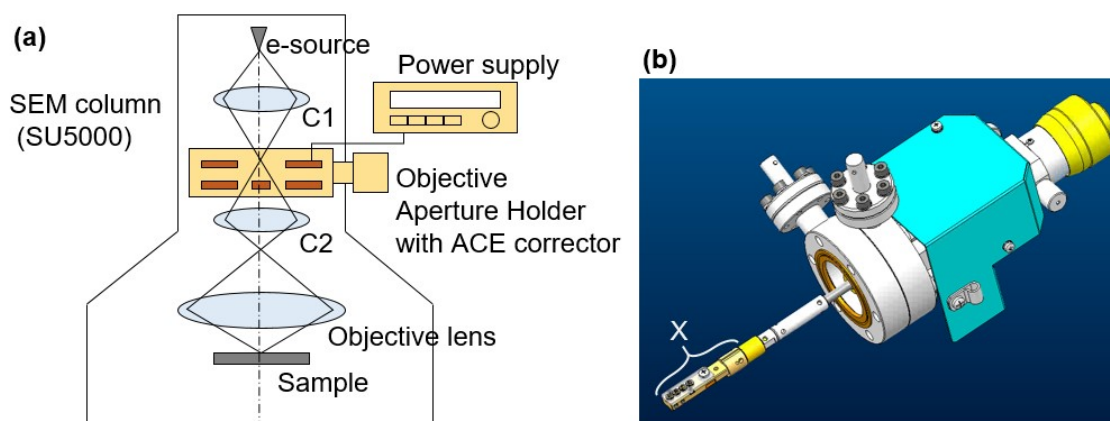 (a)
e-source
Power supply
SEM column
(SU5000)
C1
Objective
Aperture Holder
with ACE corrector
C2
Objective lens
Sample
(b)
X